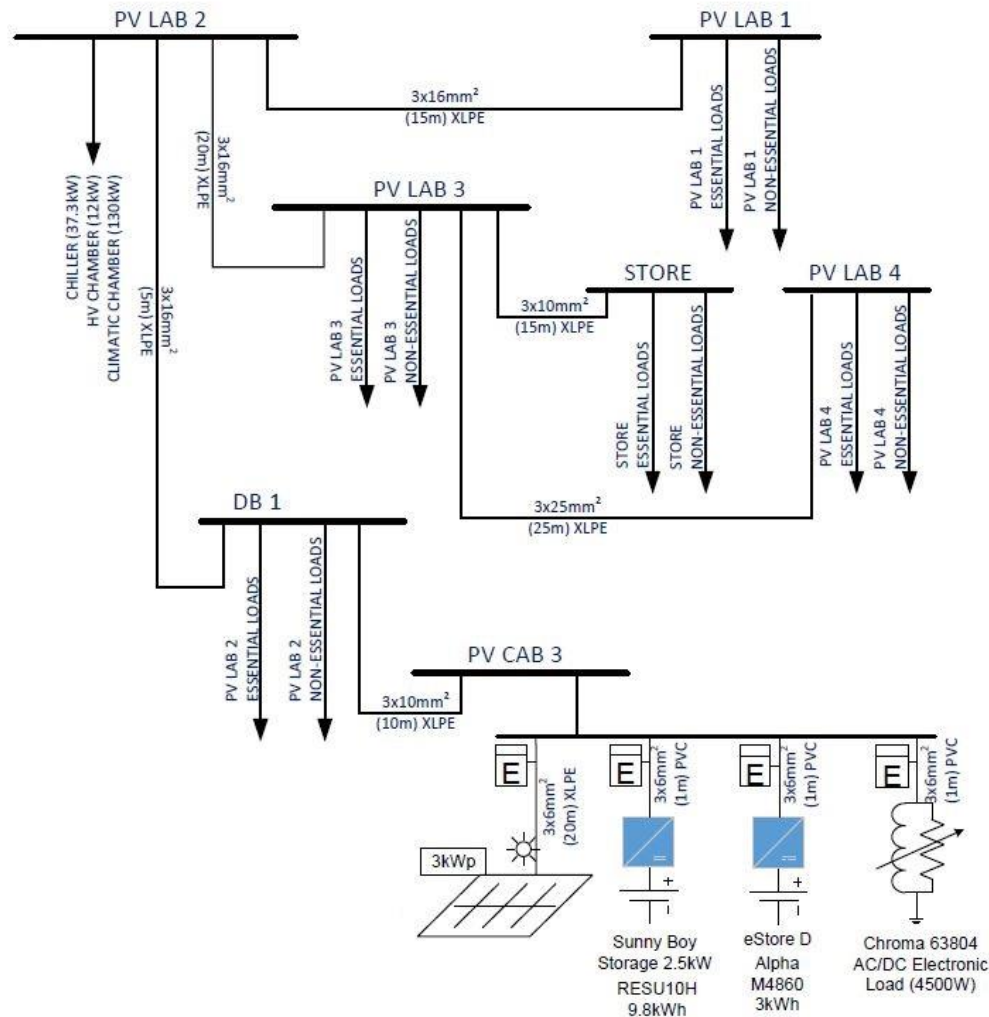 PV LAB 2
PV LAB 1
3x16mm²
(15m) XLPE
3x16mm²
(20m) XLPE
PV LAB 1
ESSENTIAL LOADS
PV LAB 1
NON-ESSENTIAL LOADS
CHILLER (37.3kW)
HV CHAMBER (12kW)
CLIMATIC CHAMBER (130kW)
3x16mm²
(5m) XLPE
PV LAB 3
STORE
PV LAB 4
3x10mm²
(15m) XLPE
PV LAB 3
ESSENTIAL LOADS
PV LAB 3
NON-ESSENTIAL LOADS
STORE
ESSENTIAL LOADS
STORE
NON-ESSENTIAL LOADS
PV LAB 4
ESSENTIAL LOADS
PV LAB 4
NON-ESSENTIAL LOADS
3x25mm²
(25m) XLPE
DB 1
PV LAB 2
ESSENTIAL LOADS
PV LAB 2
NON-ESSENTIAL LOADS
PV CAB 3
3x10mm²
(10m) XLPE
E
3x6mm²
(20m) XLPE
E
3x6mm²
(1m) PVC
E
3x6mm²
(1m) PVC
E
3x6mm²
(1m) PVC
3kWp
Sunny Boy
Storage 2.5kW
RESU10H
9.8kWh
eStore D
Alpha
M4860
3kWh
Chroma 63804
AC/DC Electronic
Load (4500W)